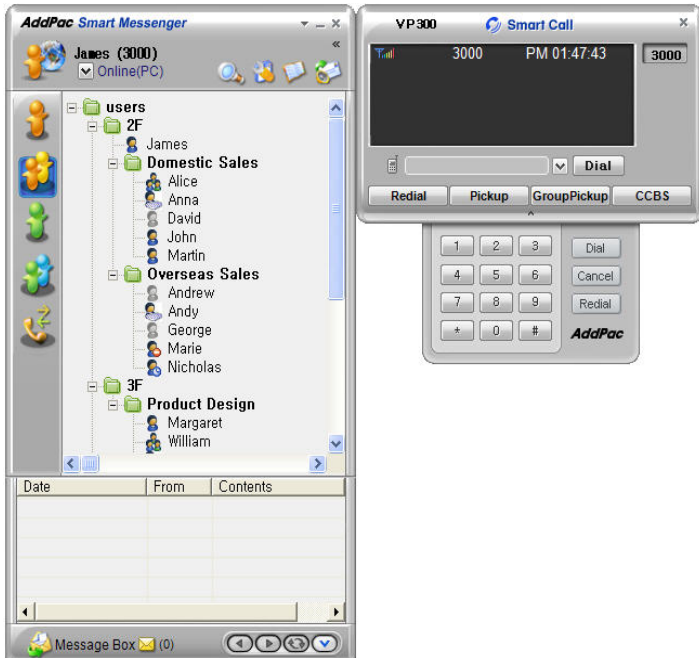 AddPac Smart Messenger
James (3000)
Online(PC)
users
2F
James
Domestic Sales
Alice
Anna
David
John
Martin
Overseas Sales
Andrew
Andy
George
Marie
Nicholas
3F
Product Design
Margaret
William
Date From Contents
Message Box (0)
VP300 Smart Call
3000 PM 01:47:43 3000
Dial
Redial Pickup GroupPickup CCBS
1 2 3 Dial
4 5 6 Cancel
7 8 9 Redial
* 0 # AddPac